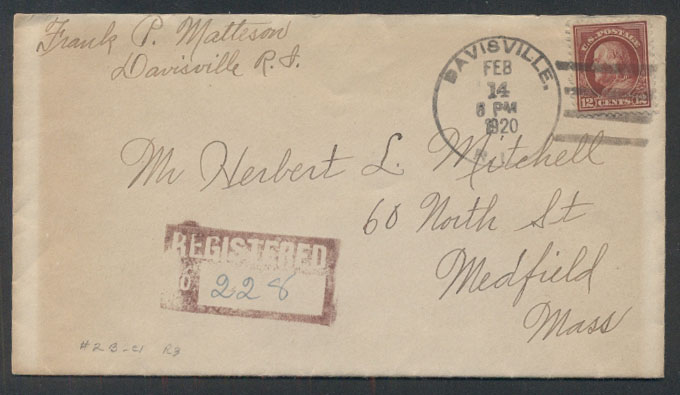 Frank P. Matteson
Davisville R.I.
DAVISVILLE.
FEB
14
6 PM
1920
U.S. POSTAGE
12 CENTS 12
Mr Herbert L. Mitchell
60 North St
Medfield
Mass
REGISTERED
228